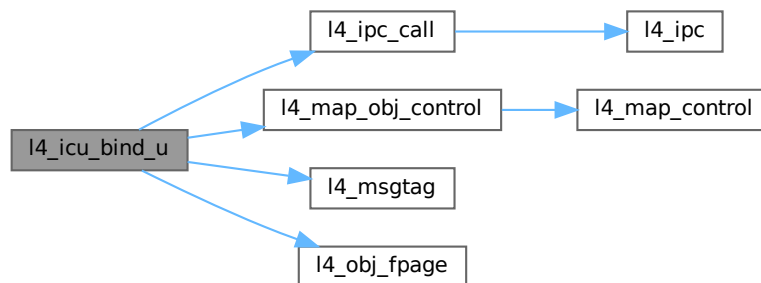 l4_ipc_call
l4_ipc
l4_map_obj_control
l4_map_control
l4_icu_bind_u
l4_msgtag
l4_obj_fpage